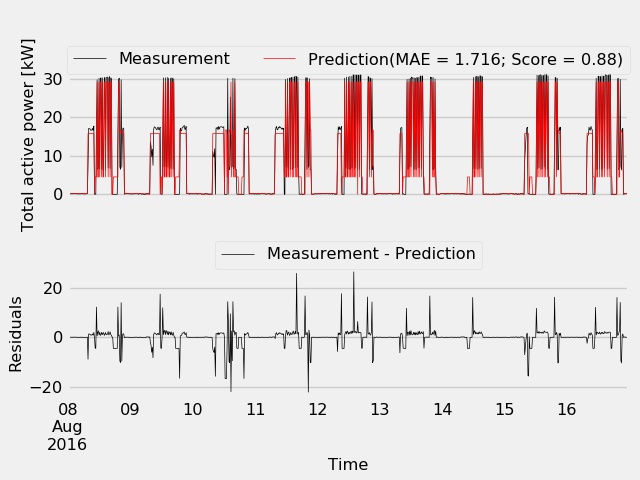 Measurement
Prediction(MAE = 1.716; Score = 0.88)
Total active power [kW]
30
20
10
0
Measurement - Prediction
Residuals
20
0
−20
08 09 10 11 12 13 14 15 16
Aug
2016
Time